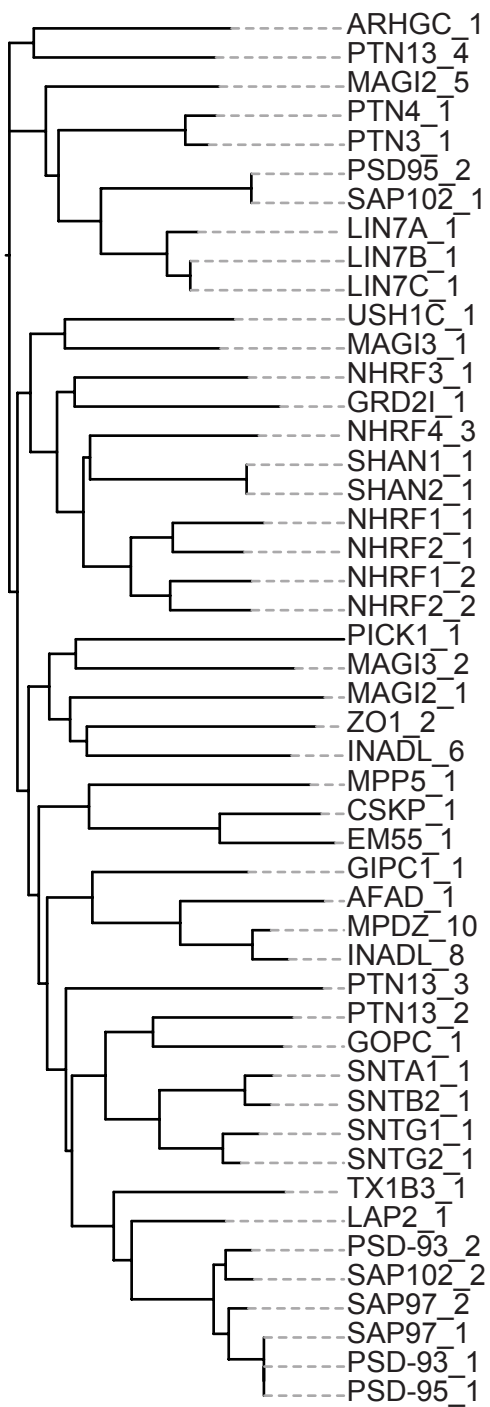 ARHGC_1
PTN13_4
MAGI2_5
PTN4_1
PTN3_1
PSD95_2
SAP102_1
LIN7A_1
LIN7B_1
LIN7C_1
USH1C_1
MAGI3_1
NHRF3_1
GRD2I_1
NHRF4_3
SHAN1_1
SHAN2_1
NHRF1_1
NHRF2_1
NHRF1_2
NHRF2_2
PICK1_1
MAGI3_2
MAGI2_1
ZO1_2
INADL_6
MPP5_1
CSKP_1
EM55_1
GIPC1_1
AFAD_1
MPDZ_10
INADL_8
PTN13_3
PTN13_2
GOPC_1
SNTA1_1
SNTB2_1
SNTG1_1
SNTG2_1
TX1B3_1
LAP2_1
PSD-93_2
SAP102_2
SAP97_2
SAP97_1
PSD-93_1
PSD-95_1